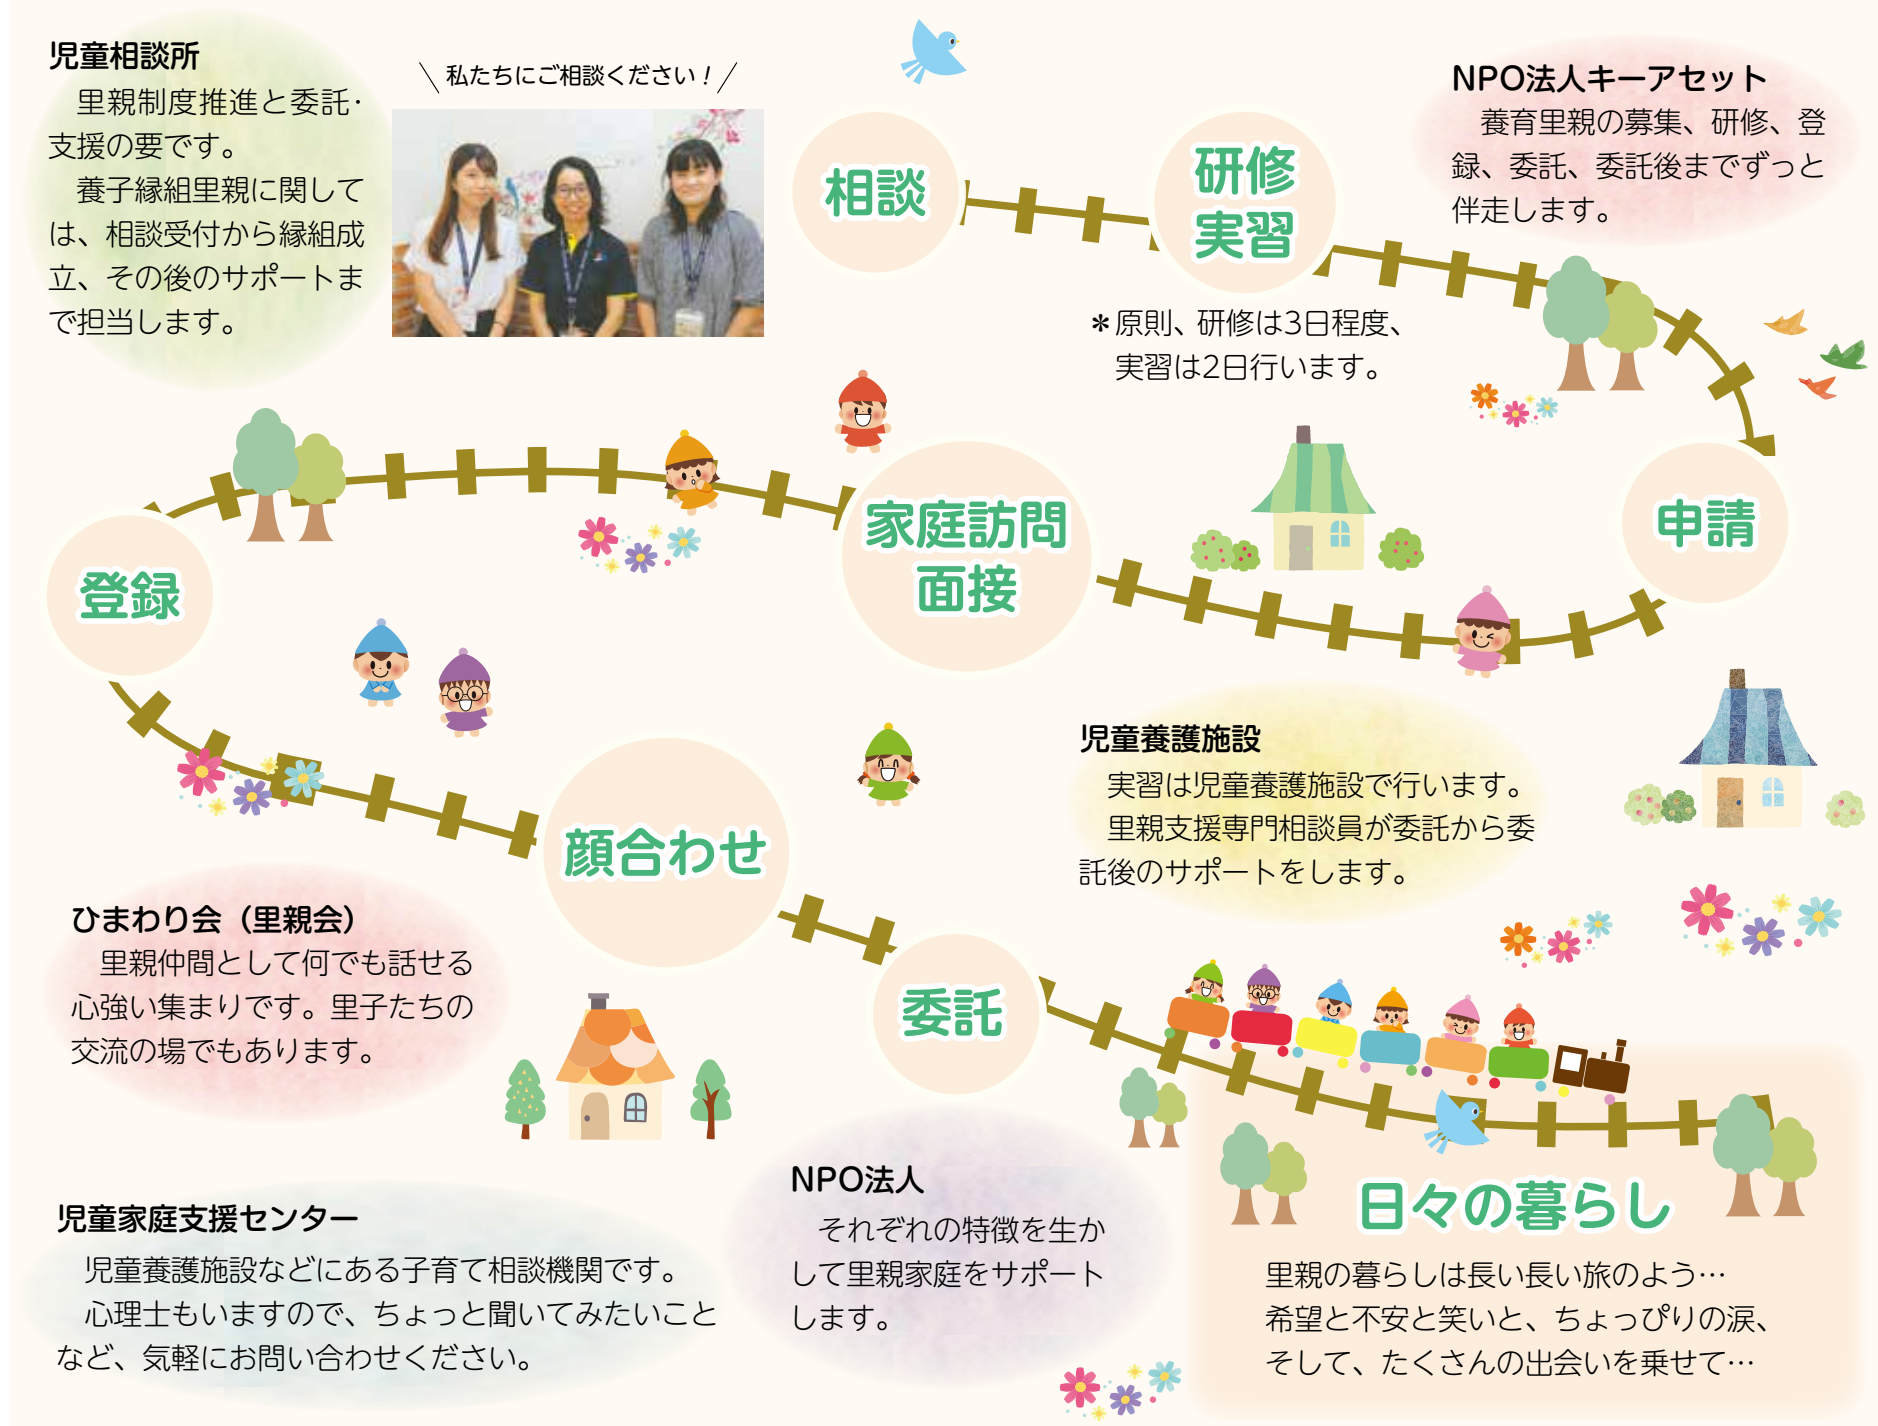 児童相談所
里親制度推進と委託・
支援の要です。
養子縁組里親に関して
は、相談受付から縁組成
立、その後のサポートま
で担当します。
私たちにご相談ください！
相談
研修
実習
＊原則、研修は3日程度、
実習は2日行います。
NPO法人キーアセット
養育里親の募集、研修、登
録、委託、委託後までずっと
伴走します。
申請
家庭訪問
面接
登録
顔合わせ
児童養護施設
実習は児童養護施設で行います。
里親支援専門相談員が委託から委
託後のサポートをします。
ひまわり会（里親会）
里親仲間として何でも話せる
心強い集まりです。里子たちの
交流の場でもあります。
委託
児童家庭支援センター
児童養護施設などにある子育て相談機関です。
心理士もいますので、ちょっと聞いてみたいこと
など、気軽にお問い合わせください。
NPO法人
それぞれの特徴を生か
して里親家庭をサポート
します。
日々の暮らし
里親の暮らしは長い長い旅のよう…
希望と不安と笑いと、ちょっぴりの涙、
そして、たくさんの出会いを乗せて…